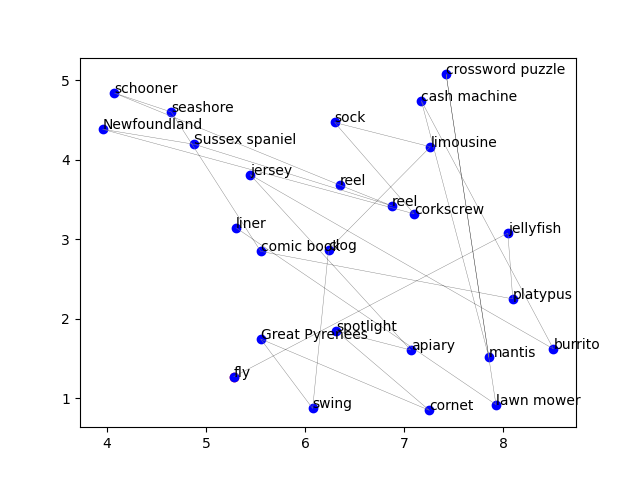 crossword puzzle
5
schooner
cash machine
seashore
Newfoundland
sock
Sussex spaniel
limousine
4
jersey
reel
reel
corkscrew
liner
jellyfish
3
comic book
clog
platypus
2
spotlight
Great Pyrenees
apiary
burrito
mantis
fly
1
swing
cornet
lawn mower
4 5 6 7 8